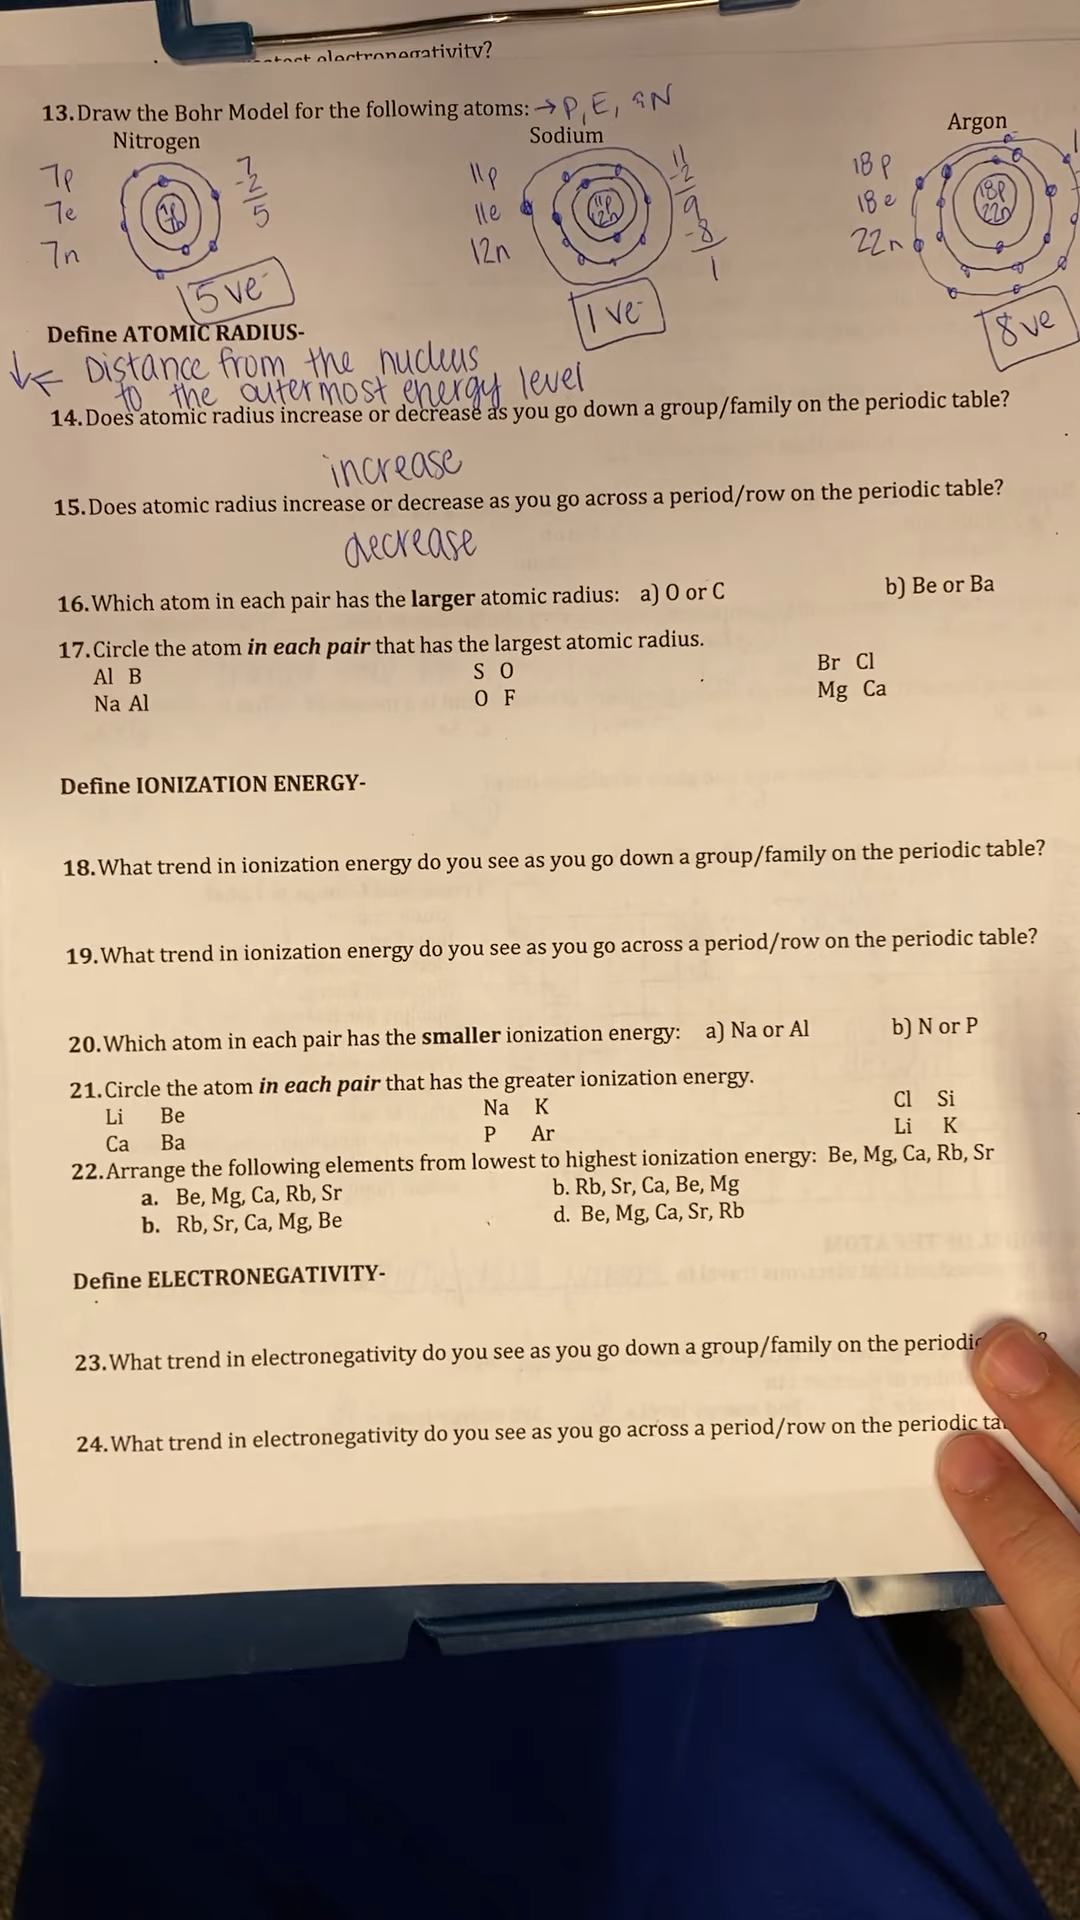 electronegativity?
13. Draw the Bohr Model for the following atoms: → P, E, & N
Nitrogen Sodium Argon
7p
7e
7n
7p
7n
7
-2
5
5 ve-
11p
11e
12n
11p
12n
11
-2
9
-8
1
1 ve-
18p
18e
22n
18p
22n
8 ve
Define ATOMIC RADIUS-
Distance from the nucleus
to the outermost energy level
14. Does atomic radius increase or decrease as you go down a group/family on the periodic table?
increase
15. Does atomic radius increase or decrease as you go across a period/row on the periodic table?
decrease
16. Which atom in each pair has the larger atomic radius: a) O or C b) Be or Ba
17. Circle the atom in each pair that has the largest atomic radius.
Al B S O Br Cl
Na Al O F Mg Ca
Define IONIZATION ENERGY-
18. What trend in ionization energy do you see as you go down a group/family on the periodic table?
19. What trend in ionization energy do you see as you go across a period/row on the periodic table?
20. Which atom in each pair has the smaller ionization energy: a) Na or Al b) N or P
21. Circle the atom in each pair that has the greater ionization energy.
Li Be Na K Cl Si
Ca Ba P Ar Li K
22. Arrange the following elements from lowest to highest ionization energy: Be, Mg, Ca, Rb, Sr
a. Be, Mg, Ca, Rb, Sr b. Rb, Sr, Ca, Be, Mg
b. Rb, Sr, Ca, Mg, Be d. Be, Mg, Ca, Sr, Rb
Define ELECTRONEGATIVITY-
23. What trend in electronegativity do you see as you go down a group/family on the
24. What trend in electronegativity do you see as you go across a period/row on the periodic